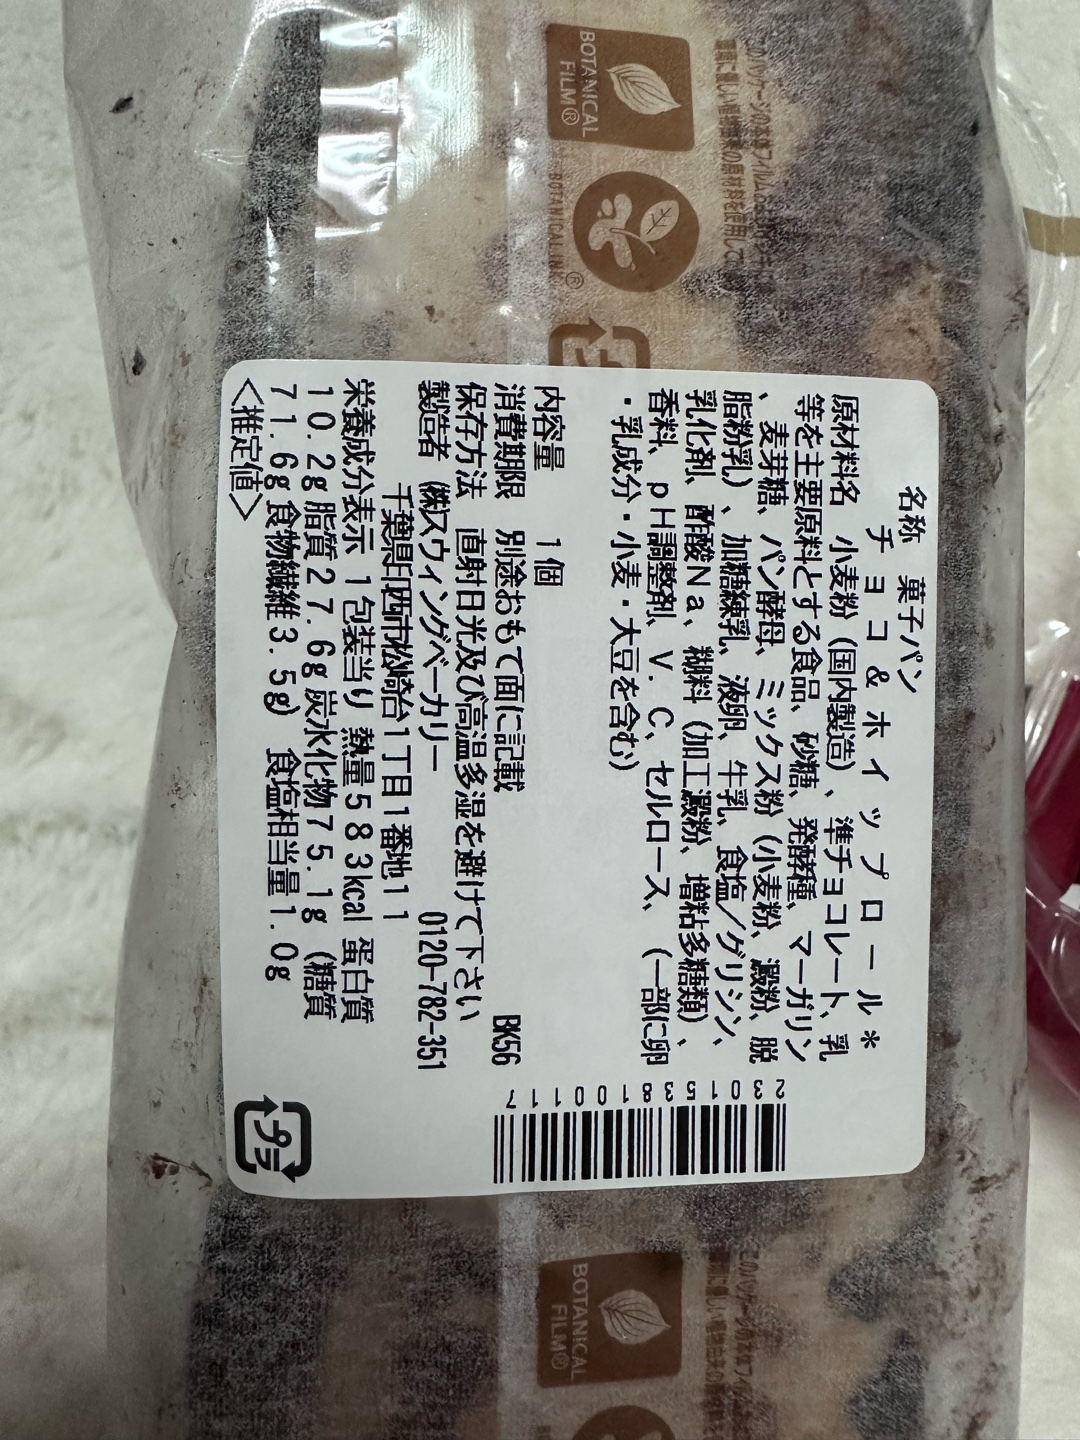 名称 菓子パン
チョコ&ホイップロール*
原材料名 小麦粉(国内製造)、準チョコレート、乳
等を主要原料とする食品、砂糖、発酵種、マーガリン
、麦芽糖、パン酵母、ミックス粉(小麦粉、澱粉、脱
脂粉乳)、加糖練乳、液卵、牛乳、食塩/グリシン、
乳化剤、酢酸Na、糊料(加工澱粉、増粘多糖類)、
香料、pH調整剤、V.C、セルロース、(一部に卵
・乳成分・小麦・大豆を含む)
内容量 1個
消費期限 別途おもて面に記載 BK56
保存方法 直射日光及び高温多湿を避けて下さい
製造者 (株)スウィングベーカリー 0120-782-351
千葉県印西市松崎台1丁目1番地11
栄養成分表示 1包装当り 熱量583kcal 蛋白質
10.2g 脂質27.6g 炭水化物75.1g (糖質
71.6g 食物繊維3.5g) 食塩相当量1.0g
<推定値>
2301533810017
プラ
BOTANICAL
FILM®
BOTANICALINK®
BOTANICAL
FILM®